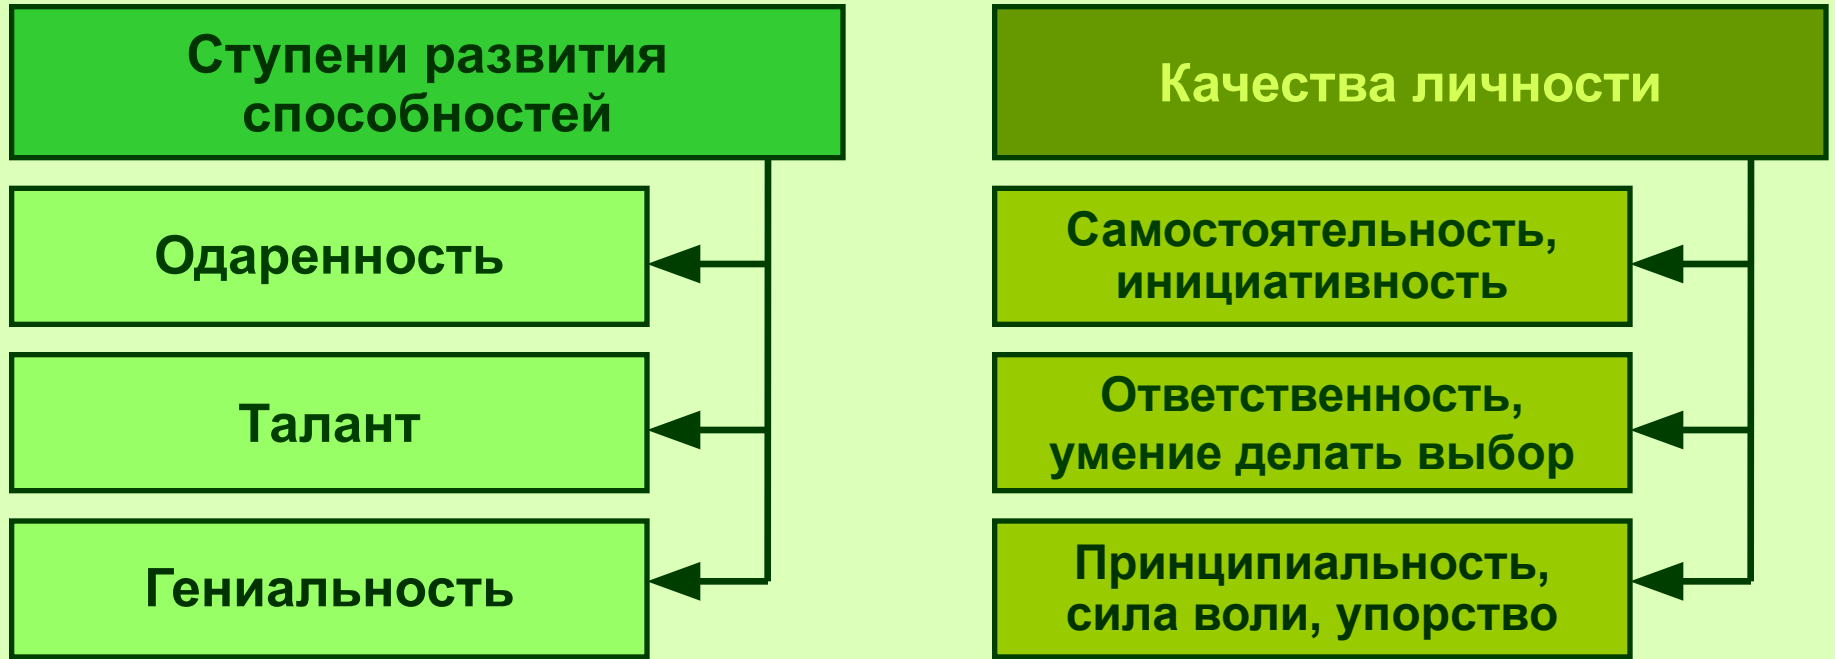 Ступени развития
способностей
Одаренность
Талант
Гениальность
Качества личности
Самостоятельность,
инициативность
Ответственность,
умение делать выбор
Принципиальность,
сила воли, упорство